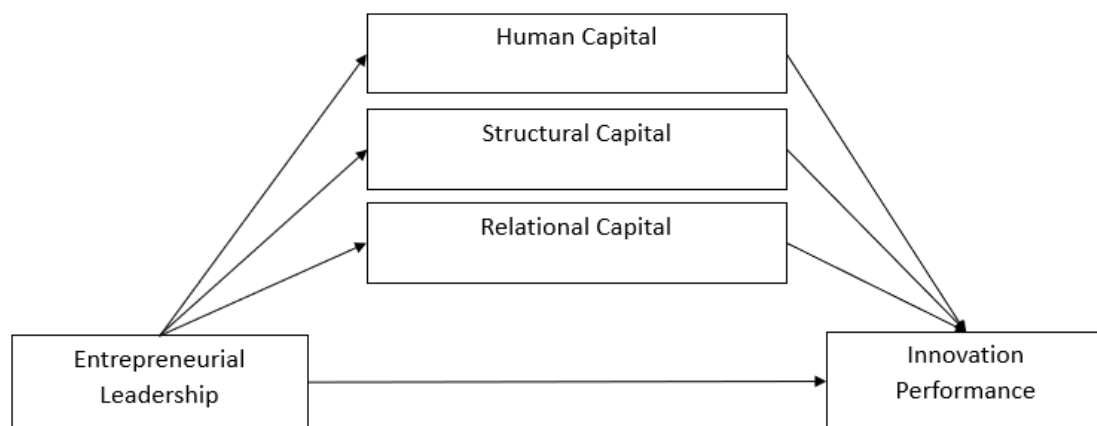 Human Capital
Structural Capital
Relational Capital
Entrepreneurial
Leadership
Innovation
Performance